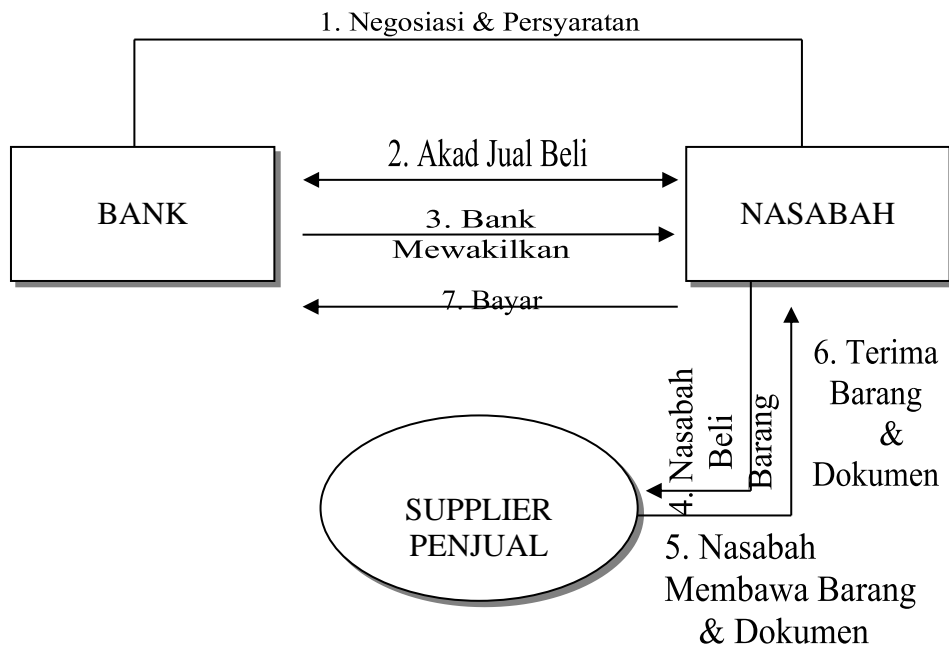 1. Negosiasi & Persyaratan
2. Akad Jual Beli
BANK
NASABAH
3. Bank
Mewakilkan
7. Bayar
4. Nasabah
Beli
Barang
6. Terima
Barang
&
Dokumen
SUPPLIER
PENJUAL
5. Nasabah
Membawa Barang
& Dokumen